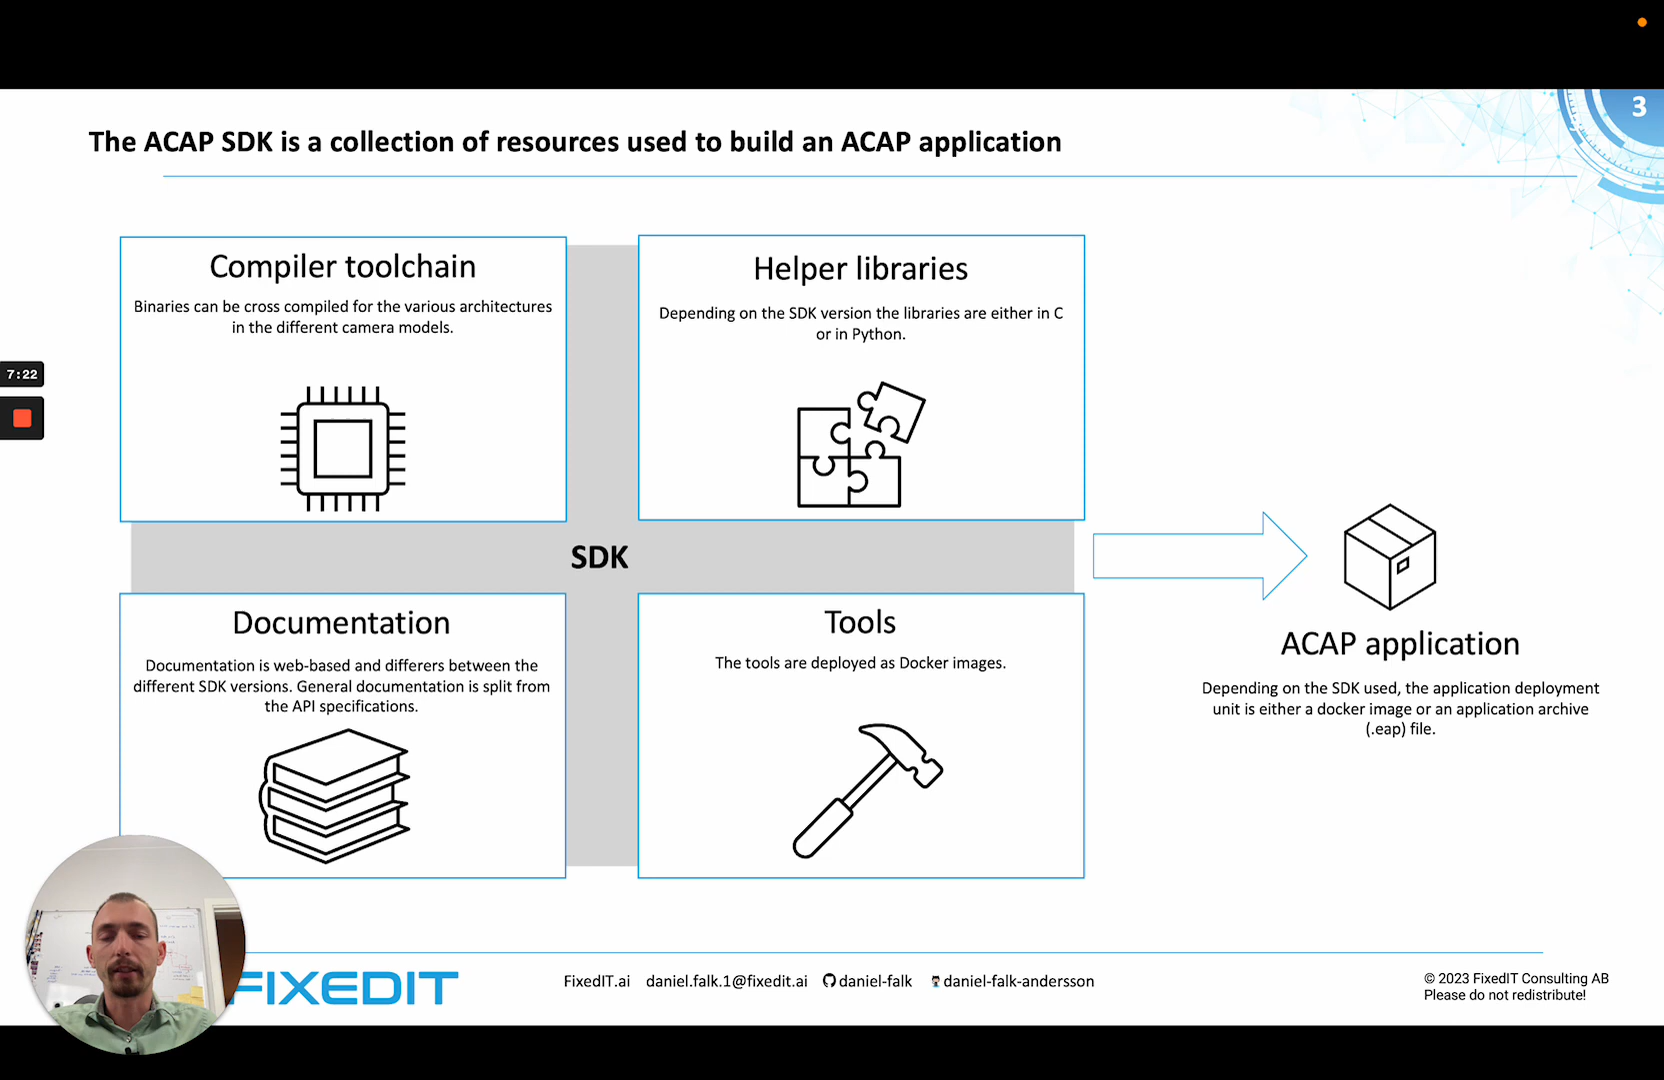 3
The ACAP SDK is a collection of resources used to build an ACAP application
Compiler toolchain
Binaries can be cross compiled for the various architectures
in the different camera models.
Helper libraries
Depending on the SDK version the libraries are either in C
or in Python.
7:22
SDK
Documentation
Documentation is web-based and differs between the
different SDK versions. General documentation is split from
the API specifications.
Tools
The tools are deployed as Docker images.
ACAP application
Depending on the SDK used, the application deployment
unit is either a docker image or an application archive
(.eap) file.
FIXEDIT
FixedIT.ai daniel.falk.1@fixedit.ai daniel-falk daniel-falk-andersson
© 2023 FixedIT Consulting AB
Please do not redistribute!